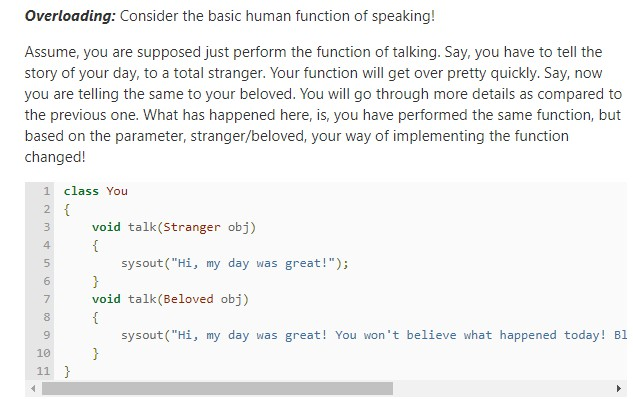 Overloading: Consider the basic human function of speaking!
Assume, you are supposed just perform the function of talking. Say, you have to tell the
story of your day, to a total stranger. Your function will get over pretty quickly. Say, now
you are telling the same to your beloved. You will go through more details as compared to
the previous one. What has happened here, is, you have performed the same function, but
based on the parameter, stranger/beloved, your way of implementing the function
changed!
1 class You
2 {
3     void talk(Stranger obj)
4     {
5         sysout("Hi, my day was great!");
6     }
7     void talk(Beloved obj)
8     {
9         sysout("Hi, my day was great! You won't believe what happened today! Bl
10     }
11 }